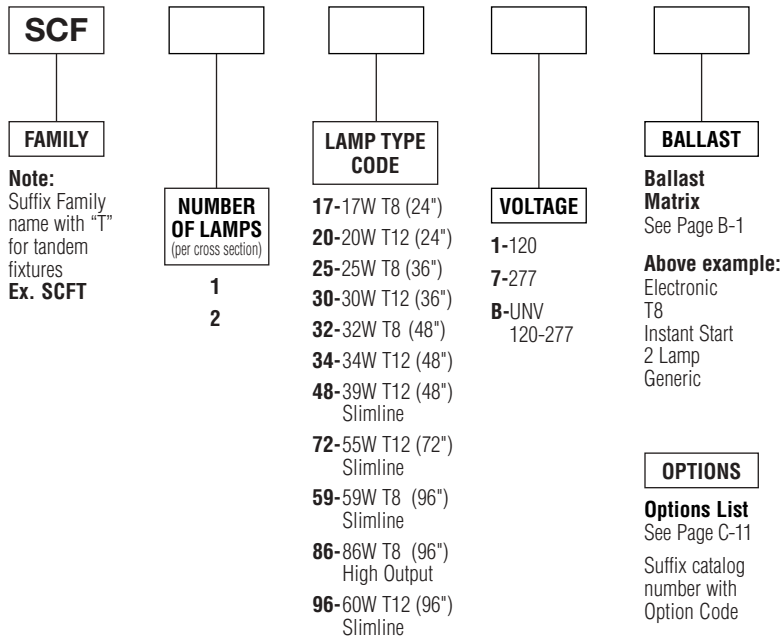 SCF
FAMILY
Note:
Suffix Family
name with “T”
for tandem
fixtures
Ex. SCFT
NUMBER
OF LAMPS
(per cross section)
1
2
LAMP TYPE
CODE
17-17W T8 (24")
20-20W T12 (24")
25-25W T8 (36")
30-30W T12 (36")
32-32W T8 (48")
34-34W T12 (48")
48-39W T12 (48")
Slimline
72-55W T12 (72")
Slimline
59-59W T8 (96")
Slimline
86-86W T8 (96")
High Output
96-60W T12 (96")
Slimline
VOLTAGE
1-120
7-277
B-UNV
120-277
BALLAST
Ballast
Matrix
See Page B-1
Above example:
Electronic
T8
Instant Start
2 Lamp
Generic
OPTIONS
Options List
See Page C-11
Suffix catalog
number with
Option Code